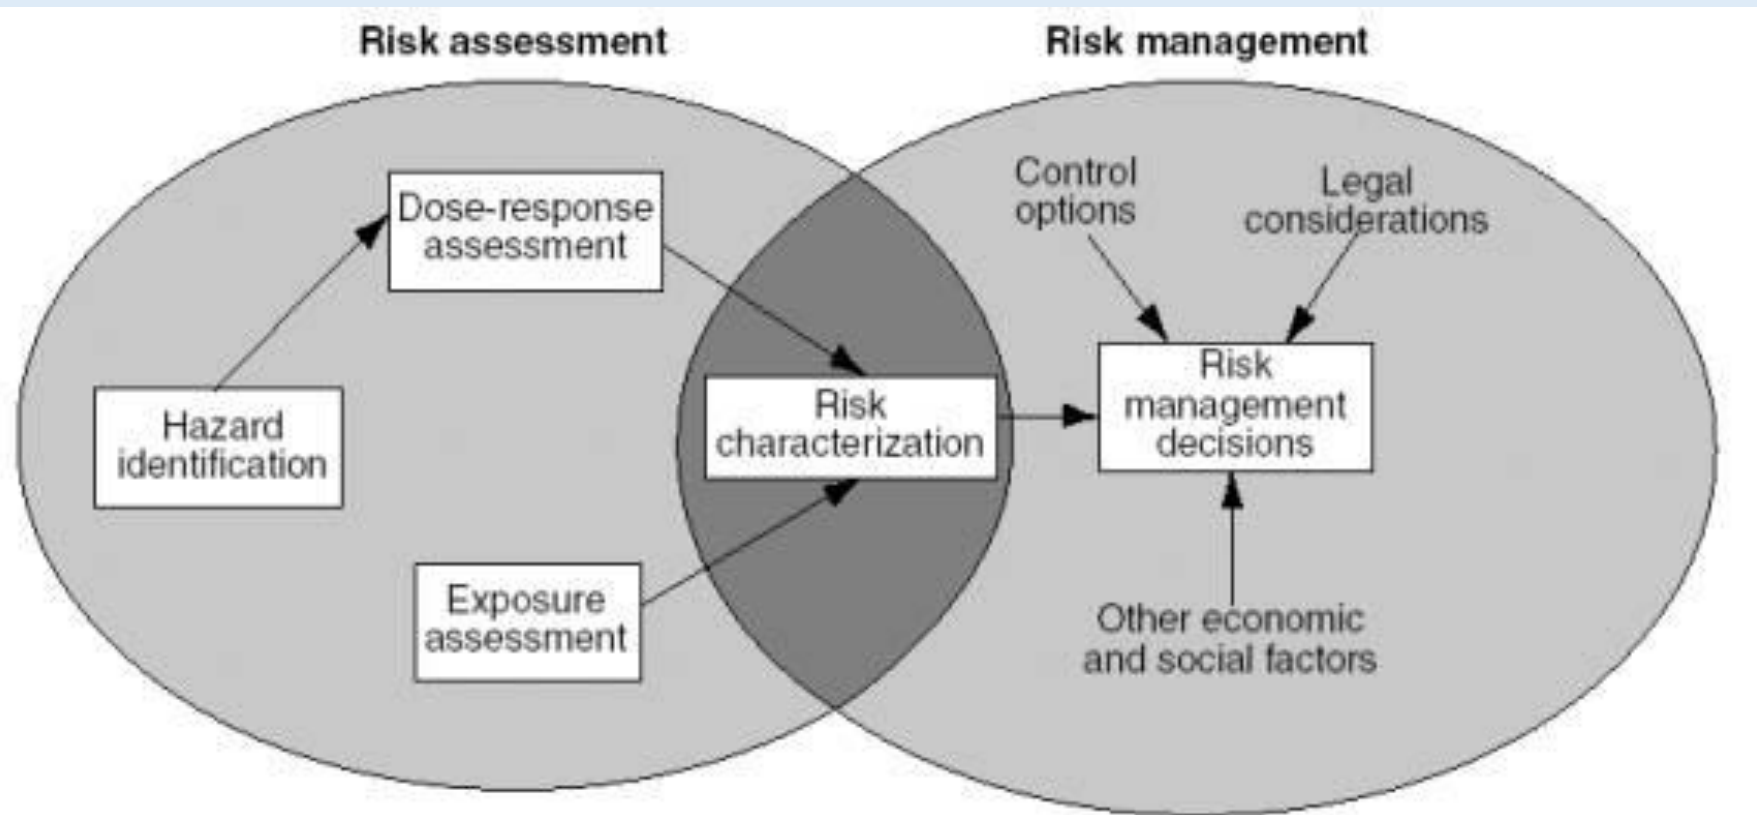 Risk assessment
Risk management
Dose-response
assessment
Hazard
identification
Exposure
assessment
Risk
characterization
Control
options
Legal
considerations
Risk
management
decisions
Other economic
and social factors